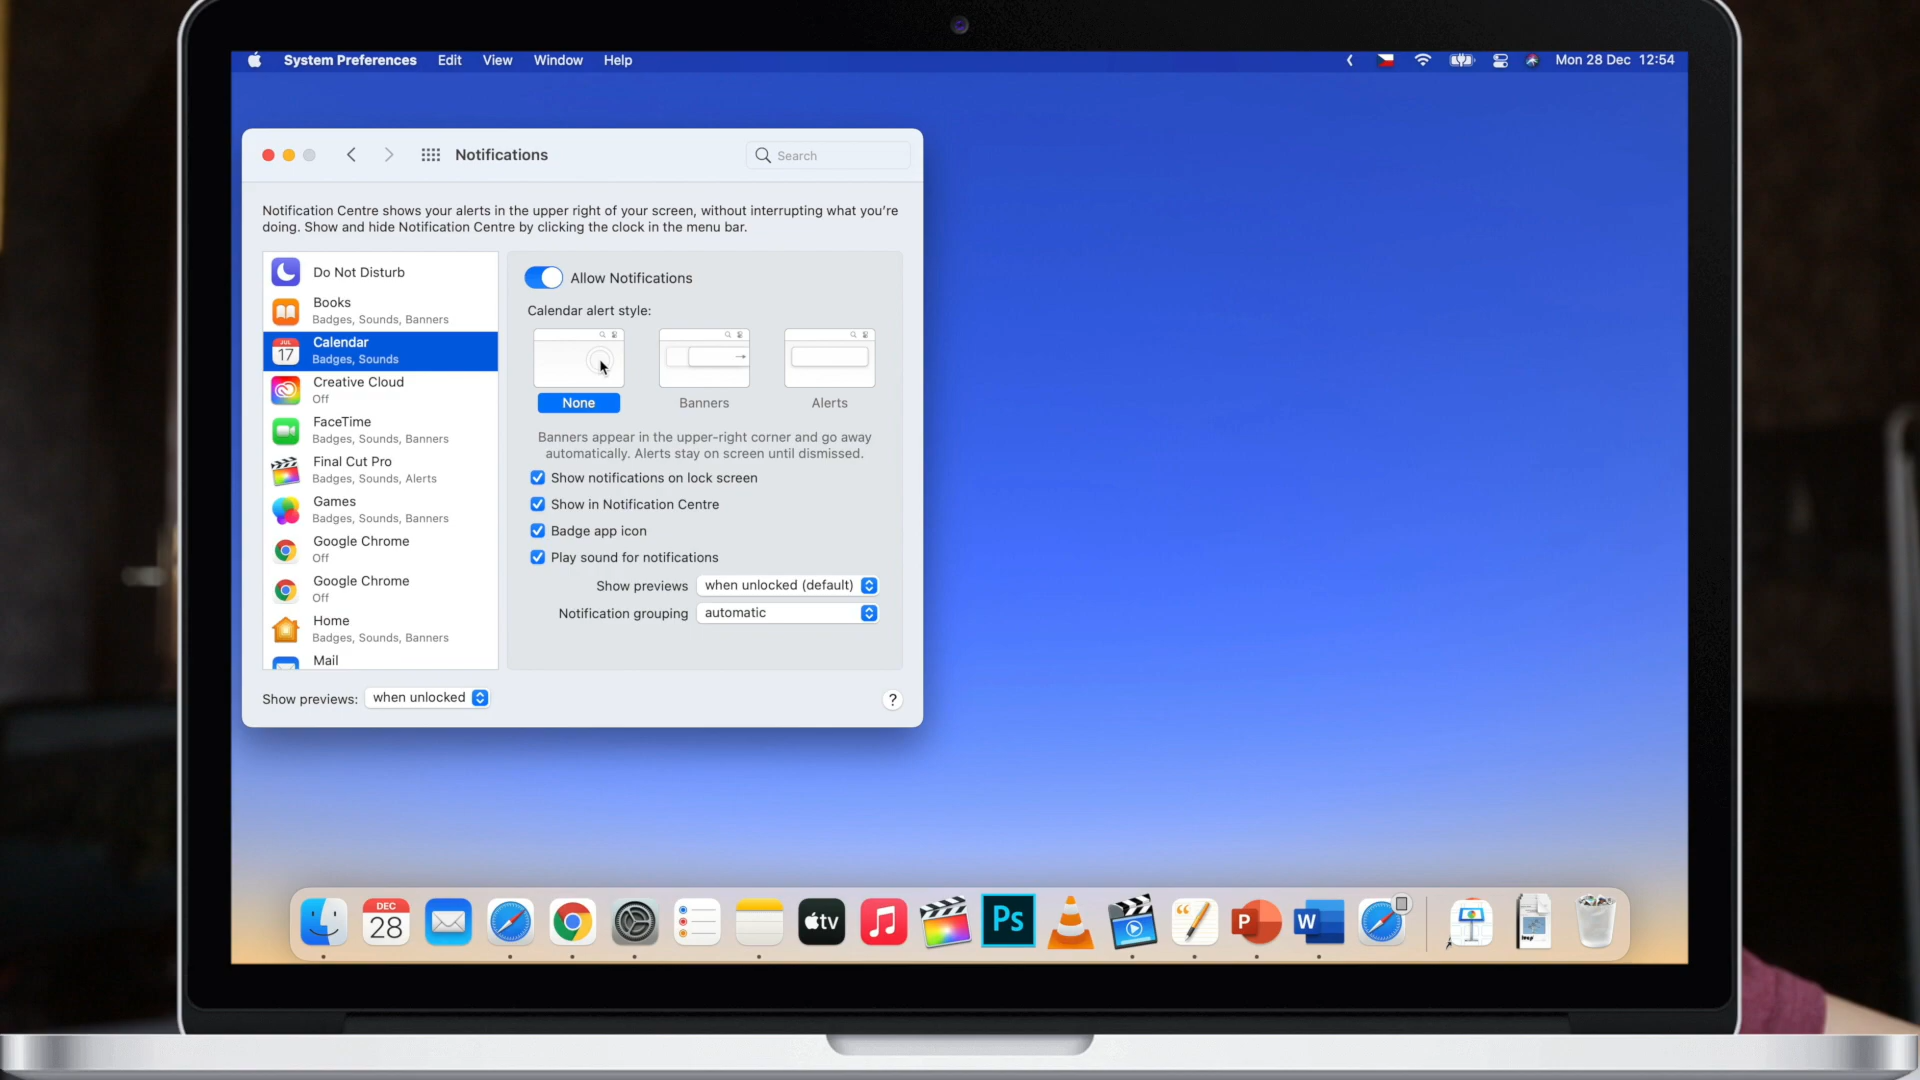 System Preferences Edit View Window Help
Mon 28 Dec 12:54
Notifications
Search
Notification Centre shows your alerts in the upper right of your screen, without interrupting what you're
doing. Show and hide Notification Centre by clicking the clock in the menu bar.
Do Not Disturb
Books
Badges, Sounds, Banners
JUL
17
Calendar
Badges, Sounds
Creative Cloud
Off
FaceTime
Badges, Sounds, Banners
Final Cut Pro
Badges, Sounds, Alerts
Games
Badges, Sounds, Banners
Google Chrome
Off
Google Chrome
Off
Home
Badges, Sounds, Banners
Mail
Allow Notifications
Calendar alert style:
None
Banners
Alerts
Banners appear in the upper-right corner and go away
automatically. Alerts stay on screen until dismissed.
Show notifications on lock screen
Show in Notification Centre
Badge app icon
Play sound for notifications
Show previews when unlocked (default)
Notification grouping automatic
Show previews: when unlocked
?
DEC
28
tv
Ps
P
W